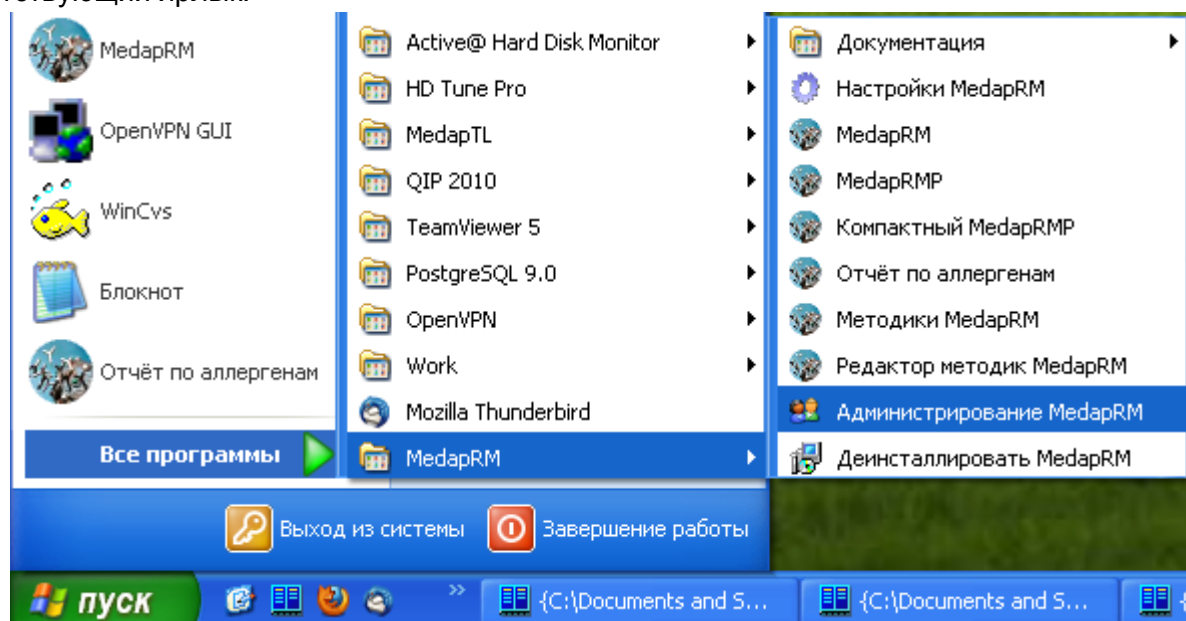 MedapRM
OpenVPN GUI
WinCvs
Блокнот
Отчёт по аллергенам
Все программы
Active@ Hard Disk Monitor
HD Tune Pro
MedapTL
QIP 2010
TeamViewer 5
PostgreSQL 9.0
OpenVPN
Work
Mozilla Thunderbird
MedapRM
Документация
Настройки MedapRM
MedapRM
MedapRMP
Компактный MedapRMP
Отчёт по аллергенам
Методики MedapRM
Редактор методик MedapRM
Администрирование MedapRM
Деинсталлировать MedapRM
Выход из системы
Завершение работы
пуск
»
{C:\Documents and S...
{C:\Documents and S...
{